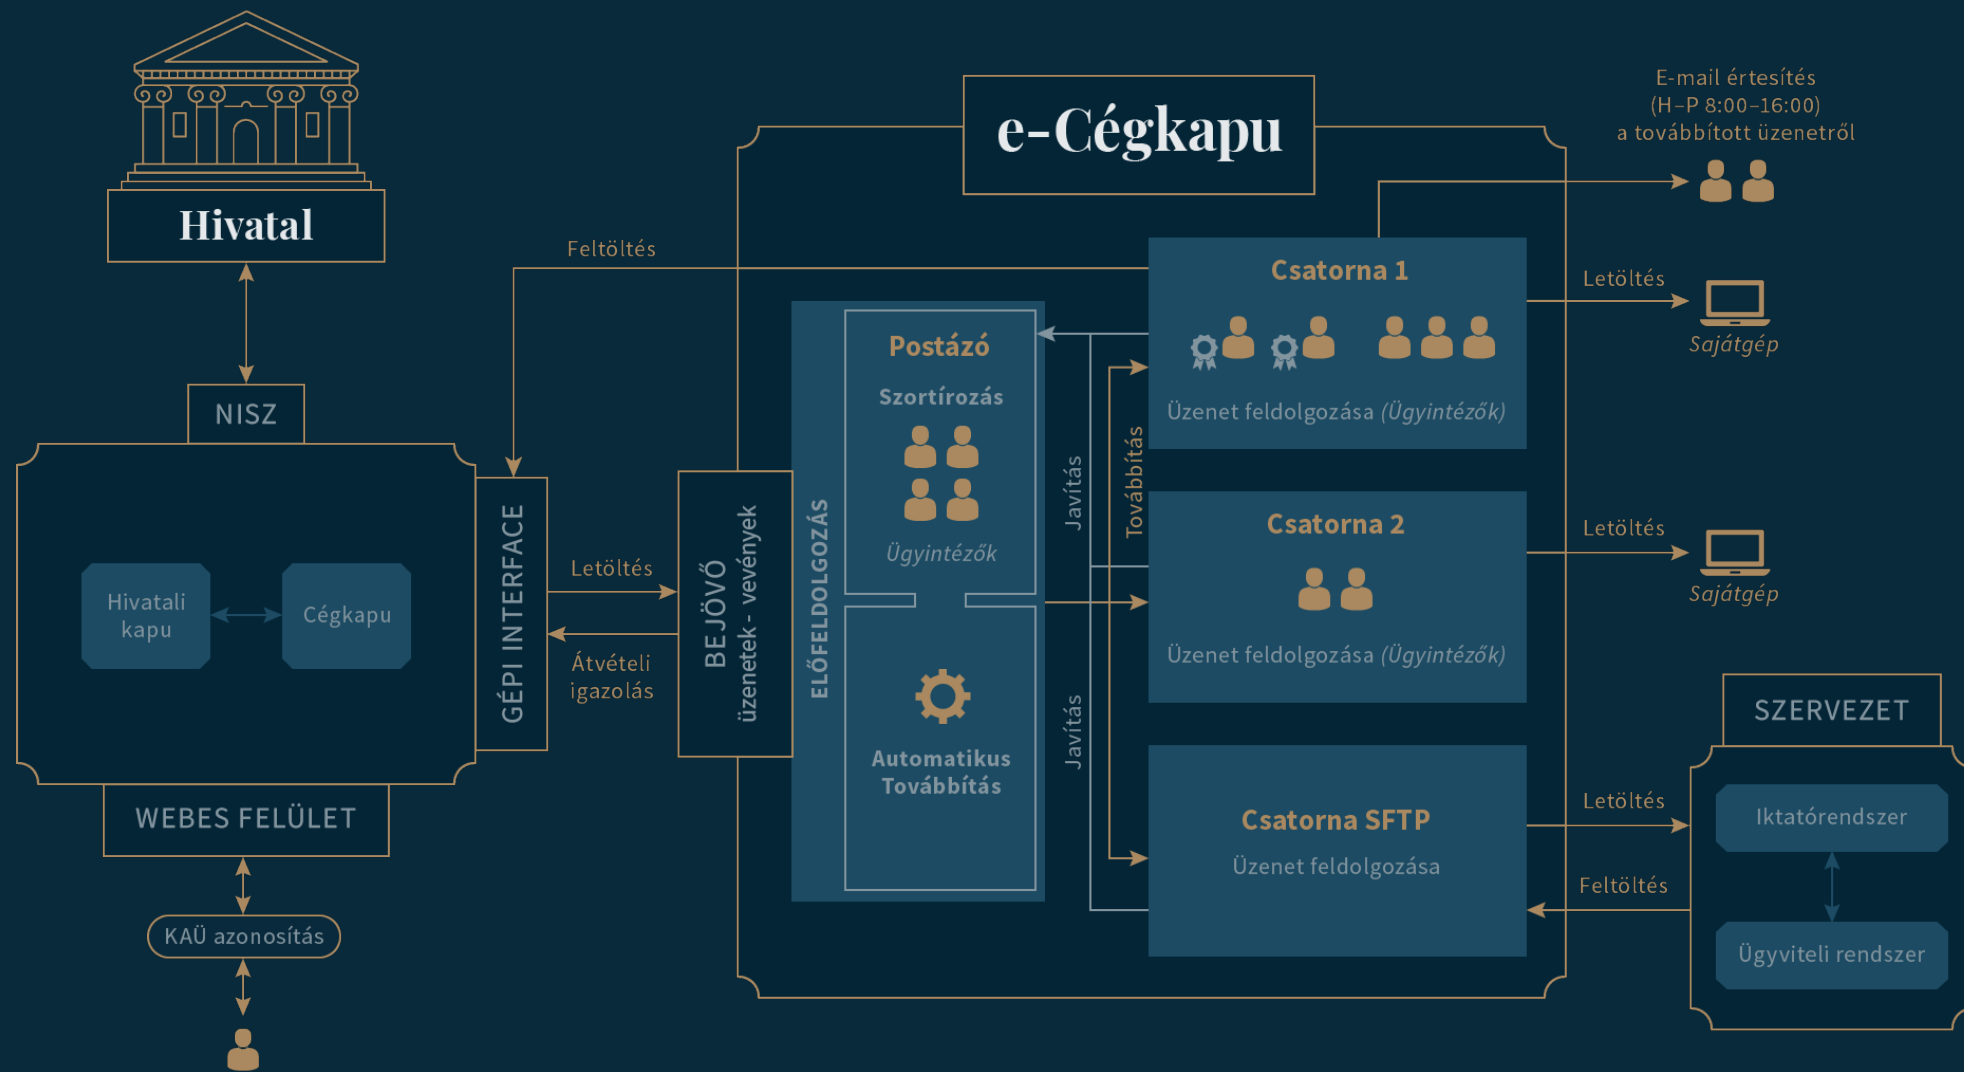 Hivatal
NISZ
Hivatali
kapu
Cégkapu
WEBES FELÜLET
KAÜ azonosítás
GÉPI INTERFACE
Feltöltés
Letöltés
Átvételi
igazolás
e-Cégkapu
BEJÖVŐ
üzenetek - vevények
ELŐFELDOLGOZÁS
Postázó
Szortírozás
Ügyintézők
Automatikus
Továbbítás
Javítás
Javítás
Továbbítás
Csatorna 1
Üzenet feldolgozása (Ügyintézők)
Csatorna 2
Üzenet feldolgozása (Ügyintézők)
Csatorna SFTP
Üzenet feldolgozása
E-mail értesítés
(H–P 8:00–16:00)
a továbbított üzenetről
Letöltés
Sajátgép
Letöltés
Sajátgép
Letöltés
Feltöltés
SZERVEZET
Iktatórendszer
Ügyviteli rendszer